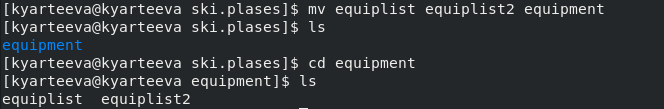 [kyarteeva@kyarteeva ski.plases]$ mv equiplist equiplist2 equipment
[kyarteeva@kyarteeva ski.plases]$ ls
equipment
[kyarteeva@kyarteeva ski.plases]$ cd equipment
[kyarteeva@kyarteeva equipment]$ ls
equiplist  equiplist2